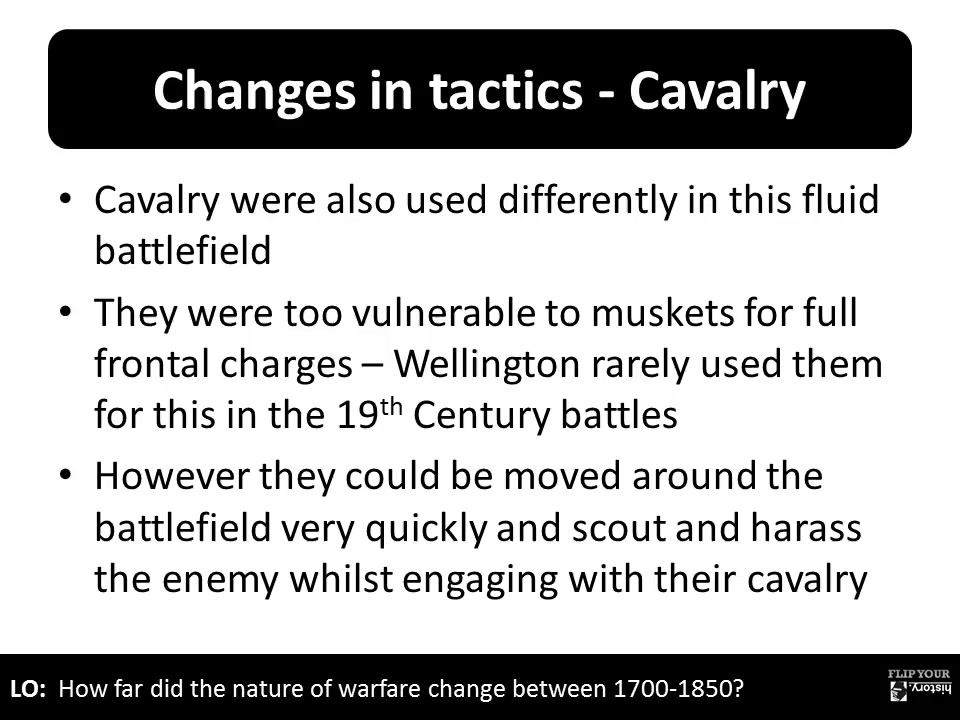 Changes in tactics - Cavalry
• Cavalry were also used differently in this fluid
battlefield
• They were too vulnerable to muskets for full
frontal charges – Wellington rarely used them
for this in the 19th Century battles
• However they could be moved around the
battlefield very quickly and scout and harass
the enemy whilst engaging with their cavalry
LO: How far did the nature of warfare change between 1700-1850?
FLIP YOUR
history.